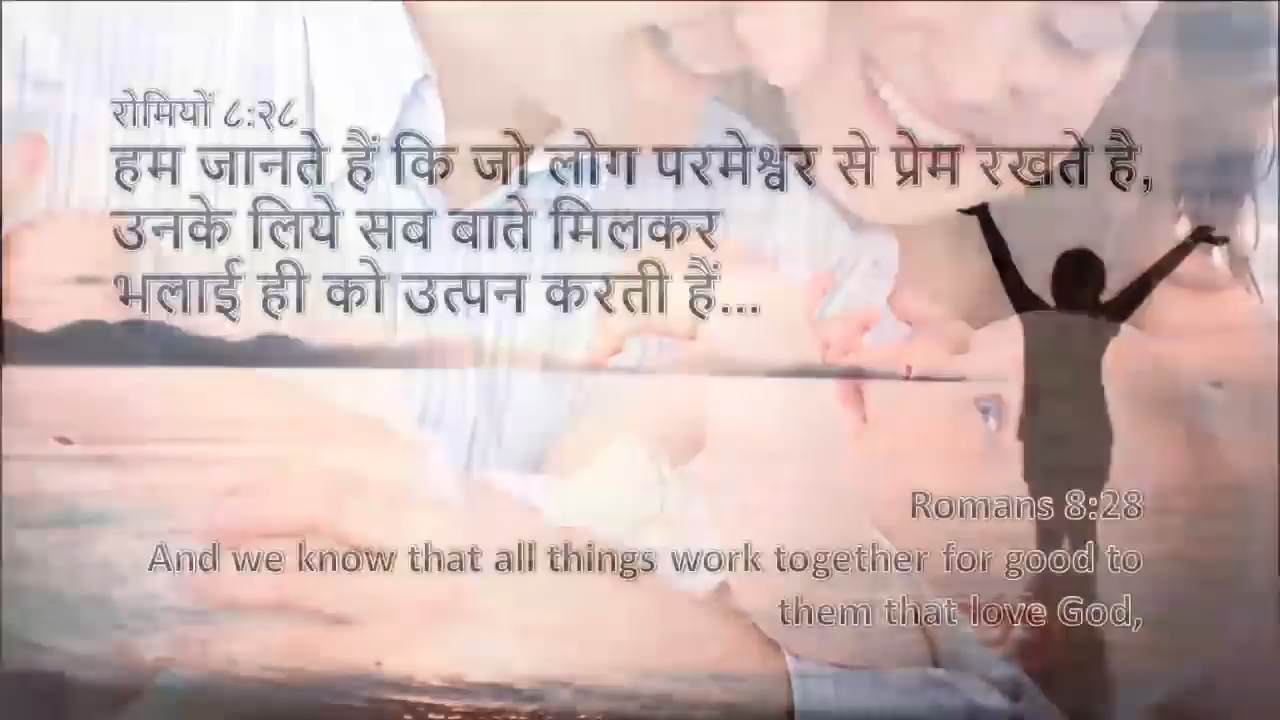 रोमियों ८:२८
हम जानते हैं कि जो लोग परमेश्वर से प्रेम रखते है,
उनके लिये सब बाते मिलकर
भलाई ही को उत्पन करती हैं...
Romans 8:28
And we know that all things work together for good to
them that love God,